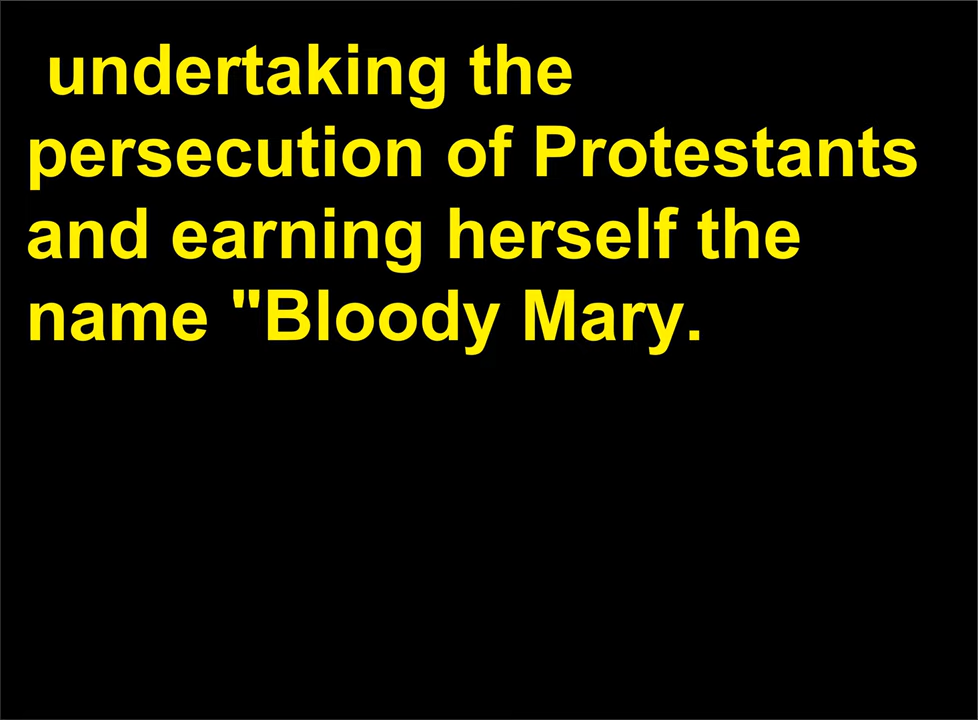 undertaking the
persecution of Protestants
and earning herself the
name "Bloody Mary.